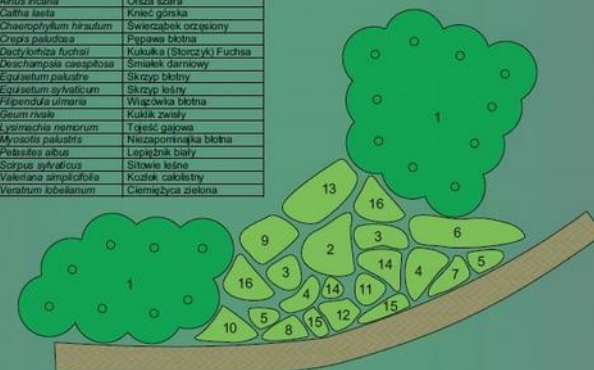 Alnus incana Olsza szara
Caltha laeta Knieć górska
Chaerophyllum hirsutum Świerząbek orzęsiony
Crepis paludosa Pępawa błotna
Dactylorhiza fuchsi Kukułka (Storczyk) Fuchsa
Deschampsia caespitosa Śmiałek darniowy
Equisetum palustre Skrzyp błotny
Equisetum sylvaticum Skrzyp leśny
Filipendula ulmaria Wiązówka błotna
Geum rivale Kuklik zwisły
Lysimachia nemorum Tojeść gajowa
Myosotis palustris Niezapominajka błotna
Petasites albus Lepiężnik biały
Scirpus sylvaticus Sitowie leśne
Valeriana simplicifolia Kozłek całolistny
Veratrum lobelianum Ciemiężyca zielona
1
13
16
9
2
3
6
1
16
3
14
4
7
5
4
14
11
10
5
8
15
12
15